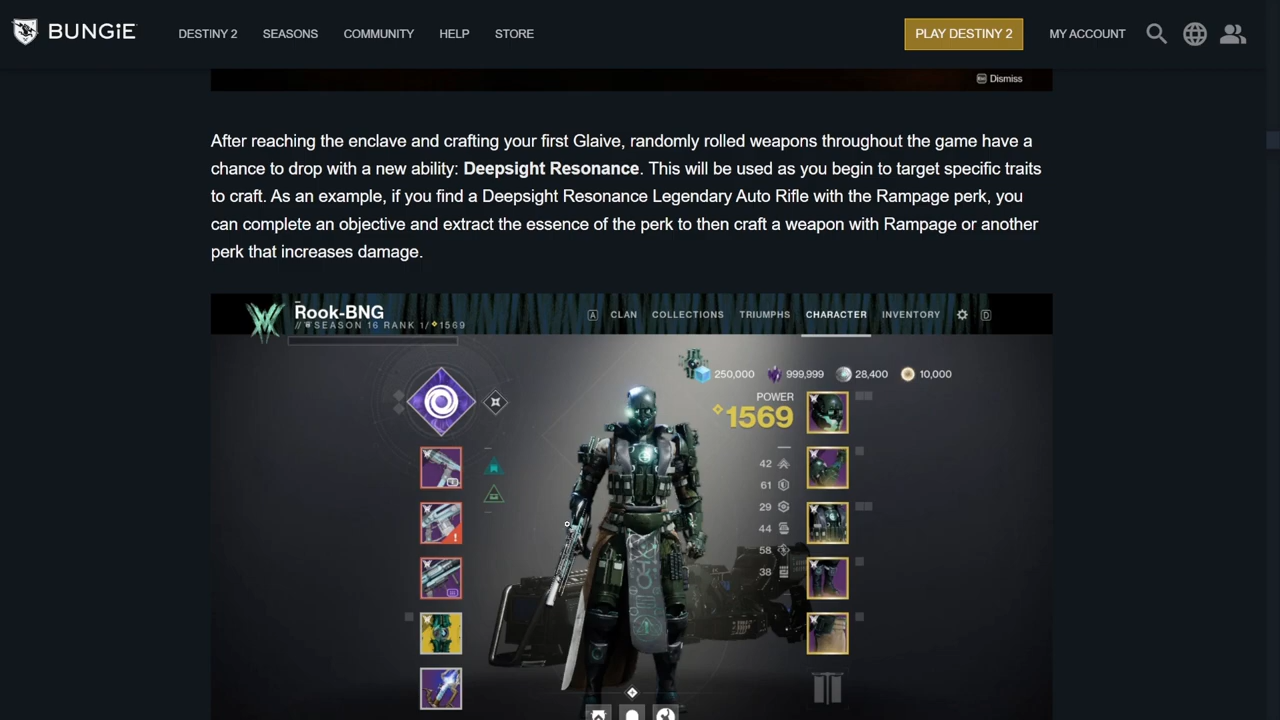 BUNGiE
DESTINY 2 SEASONS COMMUNITY HELP STORE PLAY DESTINY 2 MY ACCOUNT
Dismiss
After reaching the enclave and crafting your first Glaive, randomly rolled weapons throughout the game have a
chance to drop with a new ability: Deepsight Resonance. This will be used as you begin to target specific traits
to craft. As an example, if you find a Deepsight Resonance Legendary Auto Rifle with the Rampage perk, you
can complete an objective and extract the essence of the perk to then craft a weapon with Rampage or another
perk that increases damage.
Rook-BNG
// SEASON 16 RANK 1/ 1569
A CLAN COLLECTIONS TRIUMPHS CHARACTER INVENTORY D
250,000 999,999 28,400 10,000
POWER
1569
42
61
29
44
58
38